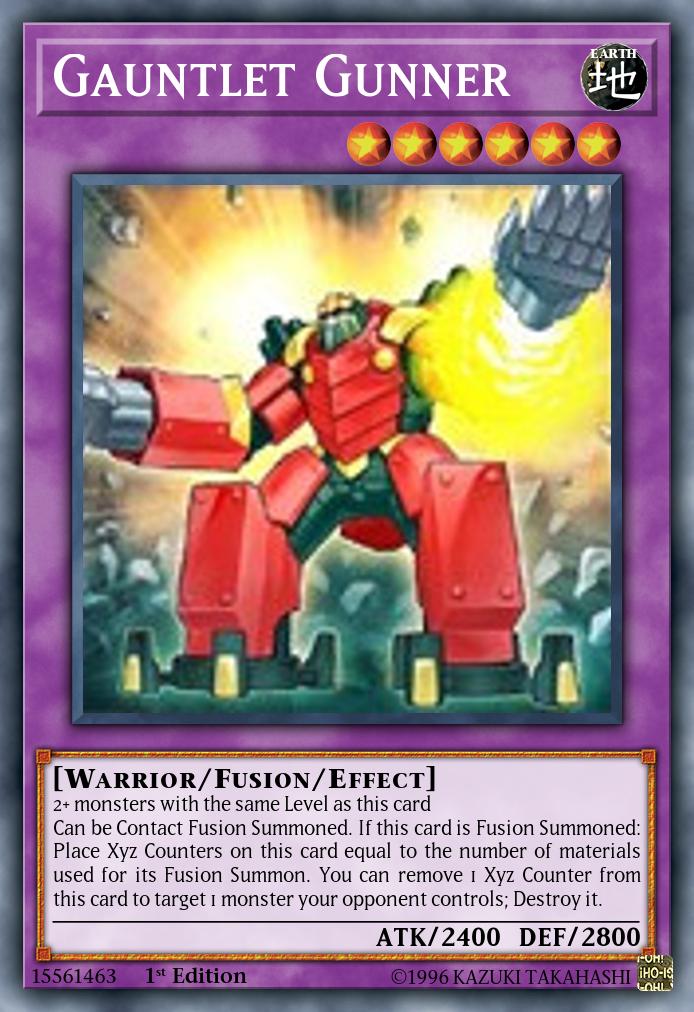 Gauntlet Gunner
EARTH
地
[Warrior/Fusion/Effect]
2+ monsters with the same Level as this card
Can be Contact Fusion Summoned. If this card is Fusion Summoned:
Place Xyz Counters on this card equal to the number of materials
used for its Fusion Summon. You can remove 1 Xyz Counter from
this card to target 1 monster your opponent controls; Destroy it.
ATK/2400 DEF/2800
15561463 1st Edition ©1996 KAZUKI TAKAHASHI